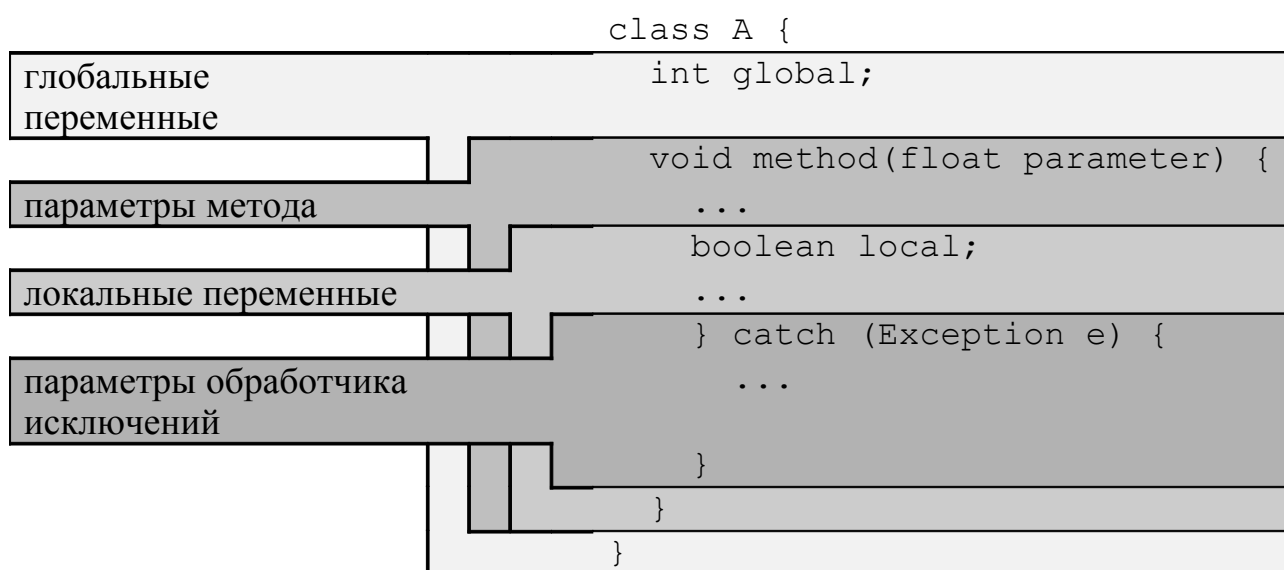 class A {
глобальные
переменные
int global;
void method(float parameter) {
параметры метода
...
boolean local;
локальные переменные
...
} catch (Exception e) {
параметры обработчика
исключений
...
}
}
}